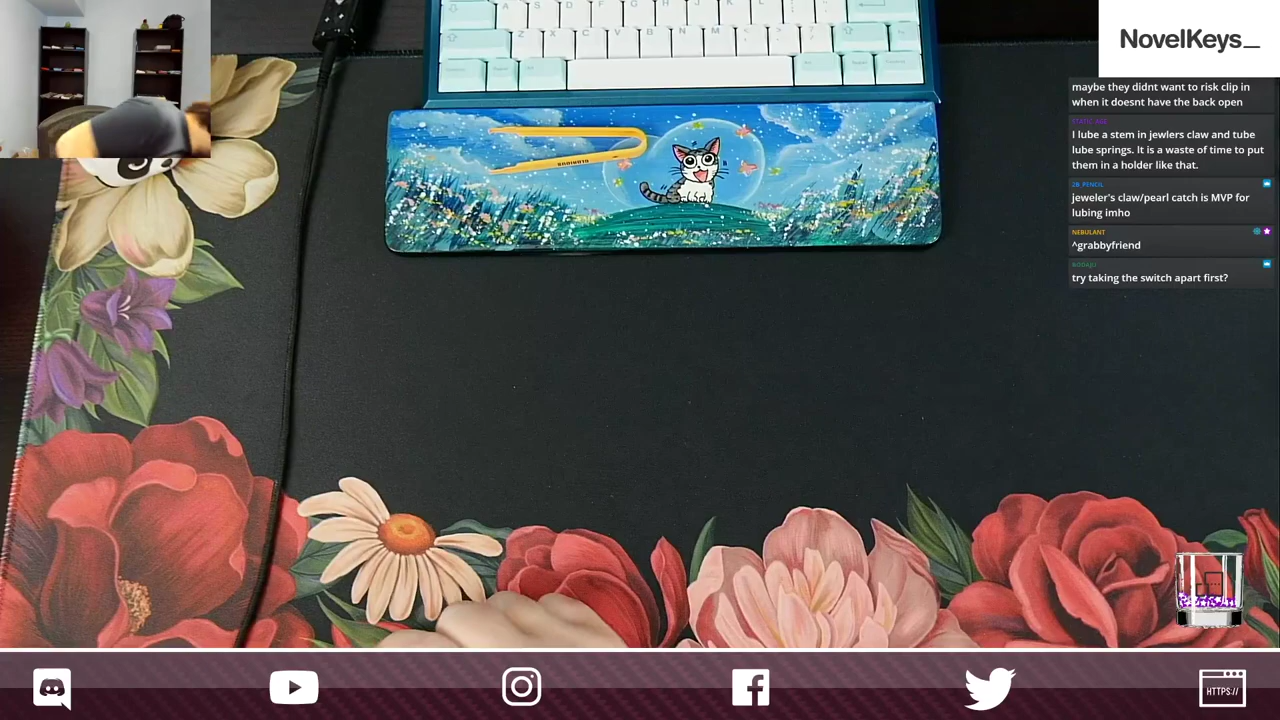 NovelKeys_
maybe they didnt want to risk clip in
when it doesnt have the back open
I lube a stem in jewlers claw and tube
lube springs. It is a waste of time to put
them in a holder like that.
2B_PENCIL
jeweler's claw/pearl catch is MVP for
lubing imho
NEBULANT
^grabbyfriend
try taking the switch apart first?
A S D F G H J K L
Z X C V B N M
HTTPS://